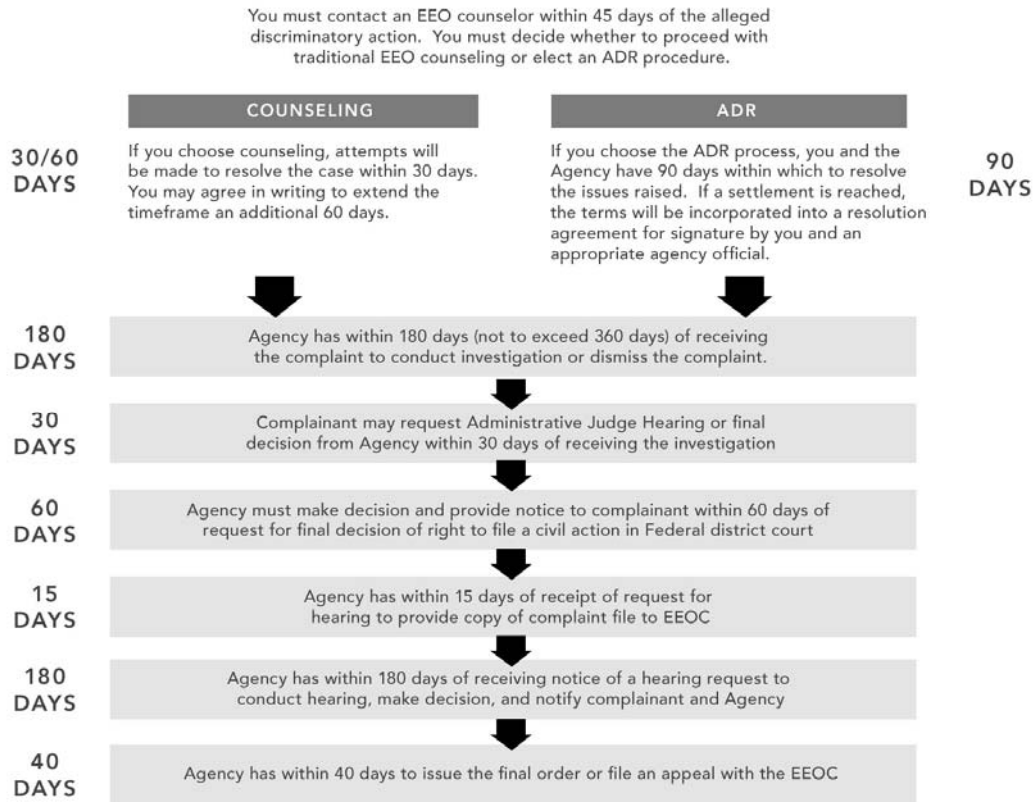 You must contact an EEO counselor within 45 days of the alleged
discriminatory action. You must decide whether to proceed with
traditional EEO counseling or elect an ADR procedure.
COUNSELING
30/60
DAYS
If you choose counseling, attempts will
be made to resolve the case within 30 days.
You may agree in writing to extend the
timeframe an additional 60 days.
ADR
If you choose the ADR process, you and the
Agency have 90 days within which to resolve
the issues raised. If a settlement is reached,
the terms will be incorporated into a resolution
agreement for signature by you and an
appropriate agency official.
90
DAYS
180
DAYS
Agency has within 180 days (not to exceed 360 days) of receiving
the complaint to conduct investigation or dismiss the complaint.
30
DAYS
Complainant may request Administrative Judge Hearing or final
decision from Agency within 30 days of receiving the investigation
60
DAYS
Agency must make decision and provide notice to complainant within 60 days of
request for final decision of right to file a civil action in Federal district court
15
DAYS
Agency has within 15 days of receipt of request for
hearing to provide copy of complaint file to EEOC
180
DAYS
Agency has within 180 days of receiving notice of a hearing request to
conduct hearing, make decision, and notify complainant and Agency
40
DAYS
Agency has within 40 days to issue the final order or file an appeal with the EEOC